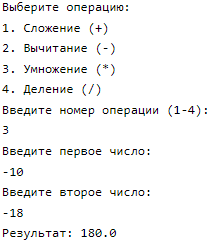 Выберите операцию:
1. Сложение (+)
2. Вычитание (-)
3. Умножение (*)
4. Деление (/)
Введите номер операции (1-4):
3
Введите первое число:
-10
Введите второе число:
-18
Результат: 180.0